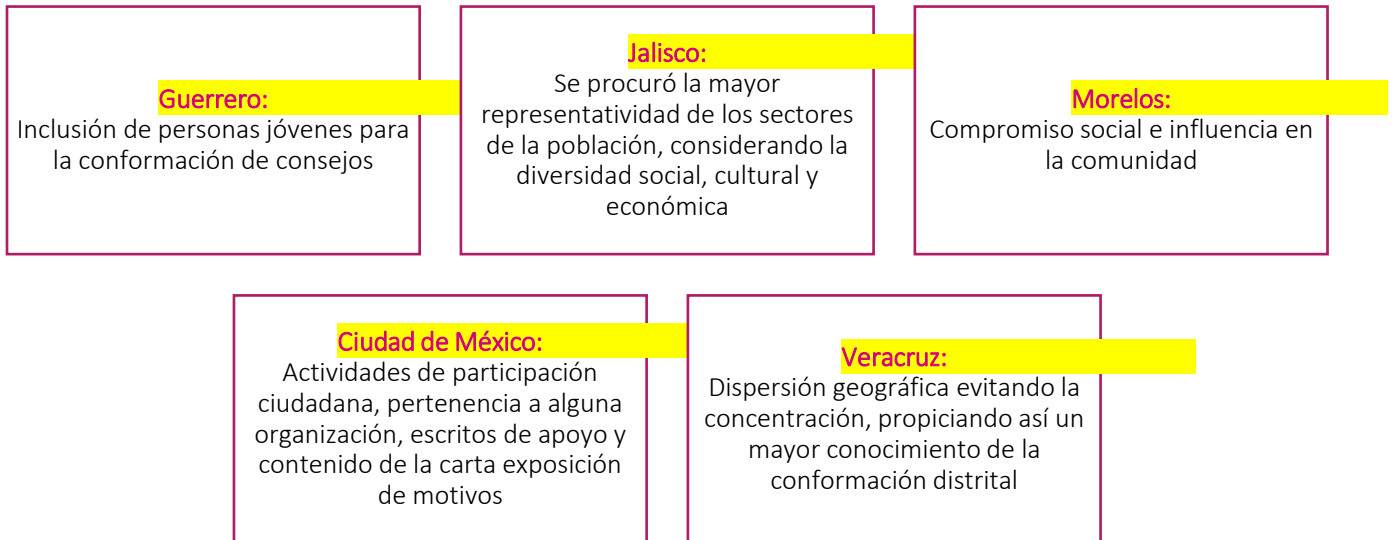 Guerrero:
Inclusión de personas jóvenes para
la conformación de consejos
Jalisco:
Se procuró la mayor
representatividad de los sectores
de la población, considerando la
diversidad social, cultural y
económica
Morelos:
Compromiso social e influencia en
la comunidad
Ciudad de México:
Actividades de participación
ciudadana, pertenencia a alguna
organización, escritos de apoyo y
contenido de la carta exposición
de motivos
Veracruz:
Dispersión geográfica evitando la
concentración, propiciando así un
mayor conocimiento de la
conformación distrital